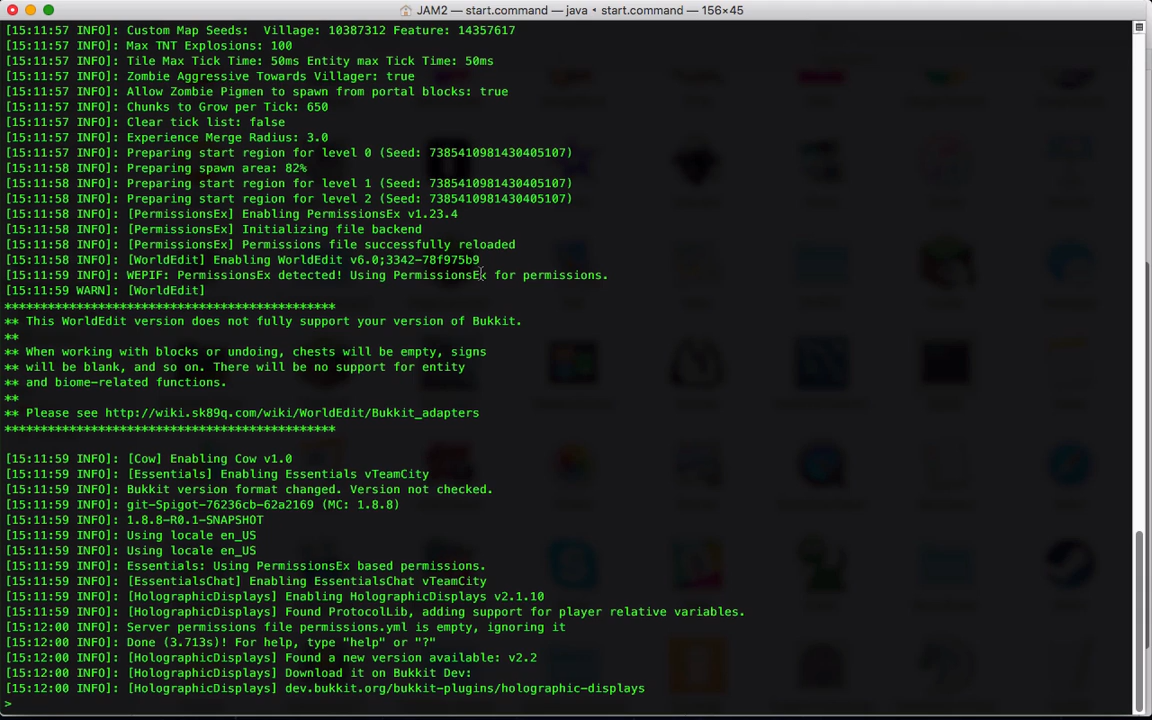 JAM2 — start.command — java ◂ start.command — 156×45
[15:11:57 INFO]: Custom Map Seeds:  Village: 10387312 Feature: 14357617
[15:11:57 INFO]: Max TNT Explosions: 100
[15:11:57 INFO]: Tile Max Tick Time: 50ms Entity max Tick Time: 50ms
[15:11:57 INFO]: Zombie Aggressive Towards Villager: true
[15:11:57 INFO]: Allow Zombie Pigmen to spawn from portal blocks: true
[15:11:57 INFO]: Chunks to Grow per Tick: 650
[15:11:57 INFO]: Clear tick list: false
[15:11:57 INFO]: Experience Merge Radius: 3.0
[15:11:57 INFO]: Preparing start region for level 0 (Seed: 7385410981430405107)
[15:11:58 INFO]: Preparing spawn area: 82%
[15:11:58 INFO]: Preparing start region for level 1 (Seed: 7385410981430405107)
[15:11:58 INFO]: Preparing start region for level 2 (Seed: 7385410981430405107)
[15:11:58 INFO]: [PermissionsEx] Enabling PermissionsEx v1.23.4
[15:11:58 INFO]: [PermissionsEx] Initializing file backend
[15:11:58 INFO]: [PermissionsEx] Permissions file successfully reloaded
[15:11:58 INFO]: [WorldEdit] Enabling WorldEdit v6.0;3342-78f975b9
[15:11:59 INFO]: WEPIF: PermissionsEx detected! Using PermissionsEx for permissions.
[15:11:59 WARN]: [WorldEdit]
**********************************************
** This WorldEdit version does not fully support your version of Bukkit.
**
** When working with blocks or undoing, chests will be empty, signs
** will be blank, and so on. There will be no support for entity
** and biome-related functions.
**
** Please see http://wiki.sk89q.com/wiki/WorldEdit/Bukkit_adapters
**********************************************
[15:11:59 INFO]: [Cow] Enabling Cow v1.0
[15:11:59 INFO]: [Essentials] Enabling Essentials vTeamCity
[15:11:59 INFO]: Bukkit version format changed. Version not checked.
[15:11:59 INFO]: git-Spigot-76236cb-62a2169 (MC: 1.8.8)
[15:11:59 INFO]: 1.8.8-R0.1-SNAPSHOT
[15:11:59 INFO]: Using locale en_US
[15:11:59 INFO]: Using locale en_US
[15:11:59 INFO]: Essentials: Using PermissionsEx based permissions.
[15:11:59 INFO]: [EssentialsChat] Enabling EssentialsChat vTeamCity
[15:11:59 INFO]: [HolographicDisplays] Enabling HolographicDisplays v2.1.10
[15:11:59 INFO]: [HolographicDisplays] Found ProtocolLib, adding support for player relative variables.
[15:12:00 INFO]: Server permissions file permissions.yml is empty, ignoring it
[15:12:00 INFO]: Done (3.713s)! For help, type "help" or "?"
[15:12:00 INFO]: [HolographicDisplays] Found a new version available: v2.2
[15:12:00 INFO]: [HolographicDisplays] Download it on Bukkit Dev:
[15:12:00 INFO]: [HolographicDisplays] dev.bukkit.org/bukkit-plugins/holographic-displays
>